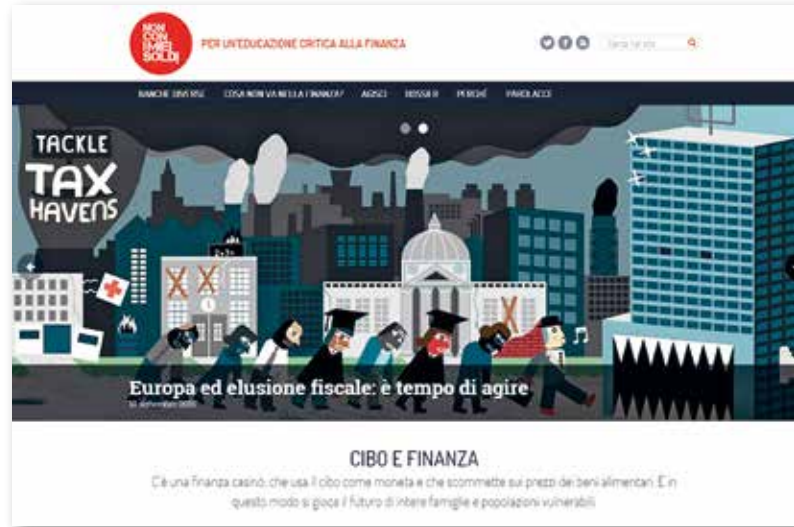 NON
CON
I MIEI
SOLDI
PER UN'EDUCAZIONE CRITICA ALLA FINANZA
Cerca nel sito
BANCHE DIVERSE COSA NON VA NELLA FINANZA? AGISCI DOSSIER PERCHÉ PAROLACCE
TACKLE
TAX
HAVENS
Europa ed elusione fiscale: è tempo di agire
CIBO E FINANZA
C'è una finanza casinò, che usa il cibo come moneta e che scommette sui prezzi dei beni alimentari. E in
questo modo si gioca il futuro di intere famiglie e popolazioni vulnerabili